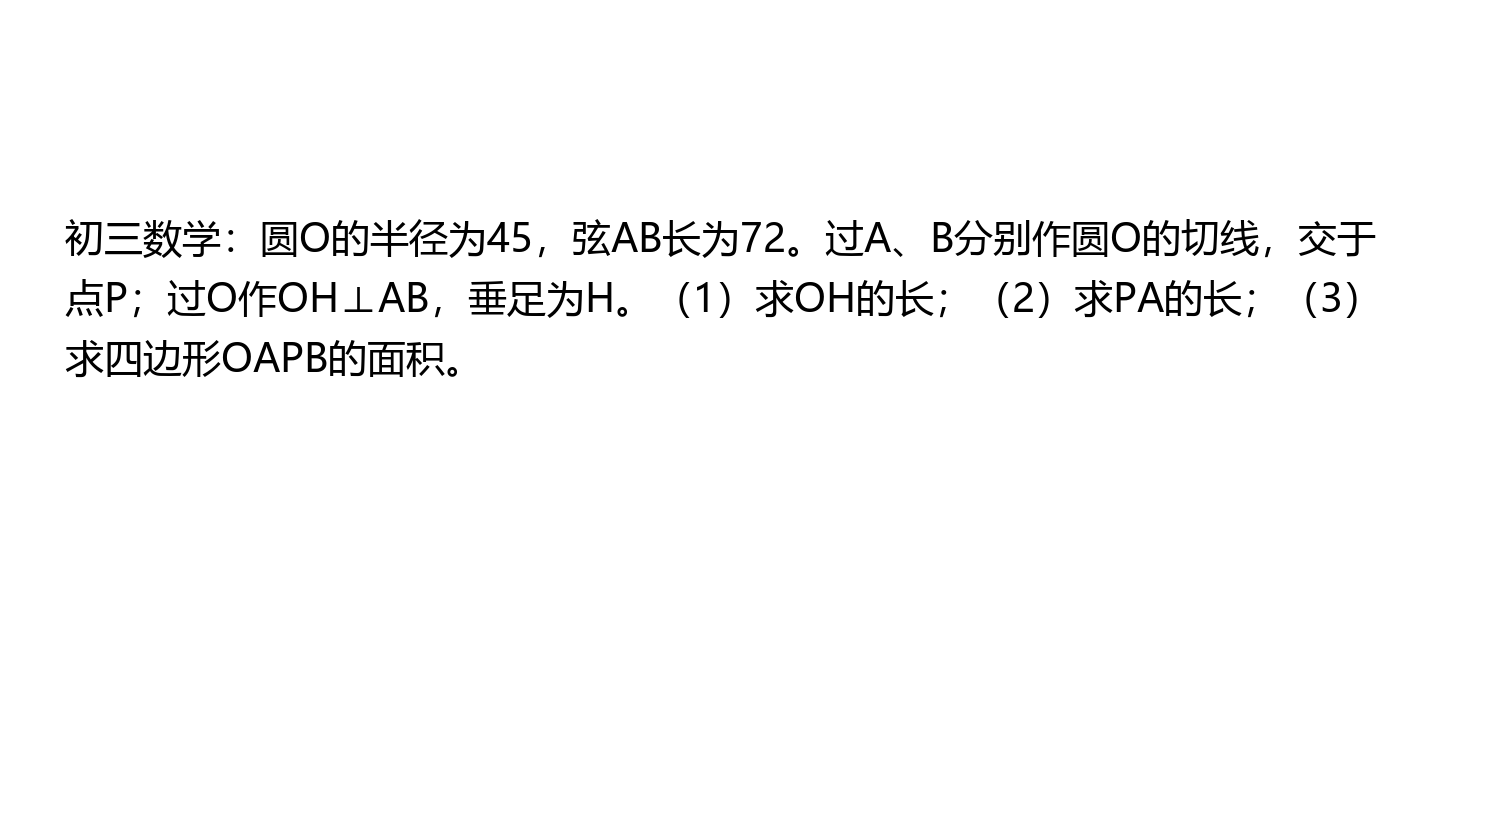 初三数学：圆O的半径为45，弦AB长为72。过A、B分别作圆O的切线，交于
点P；过O作OH⊥AB，垂足为H。（1）求OH的长；（2）求PA的长；（3）
求四边形OAPB的面积。